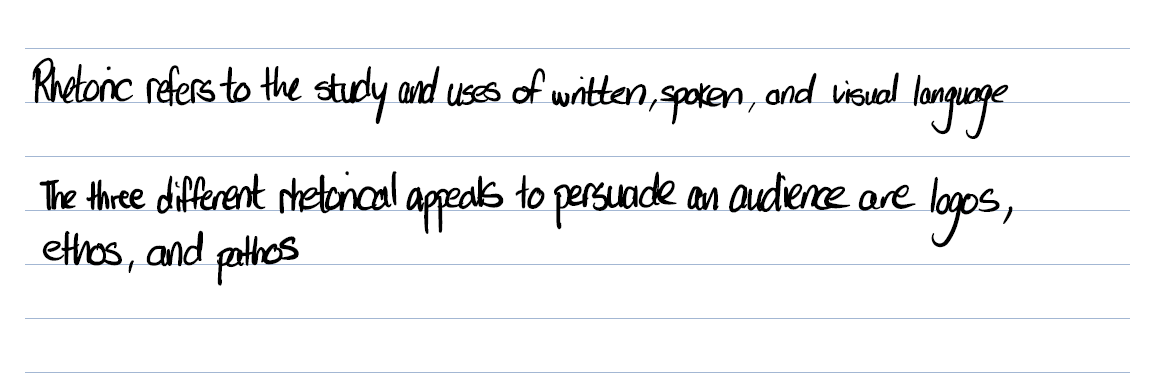 Rhetoric refers to the study and uses of written, spoken, and visual language
The three different rhetorical appeals to persuade an audience are logos,
ethos, and pathos